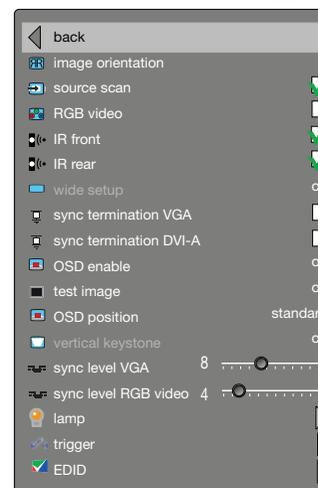 back
image orientation
source scan
RGB video
IR front
IR rear
wide setup
sync termination VGA
sync termination DVI-A
OSD enable
test image
OSD position standar
vertical keystone
sync level VGA 8
sync level RGB video 4
lamp
trigger
EDID